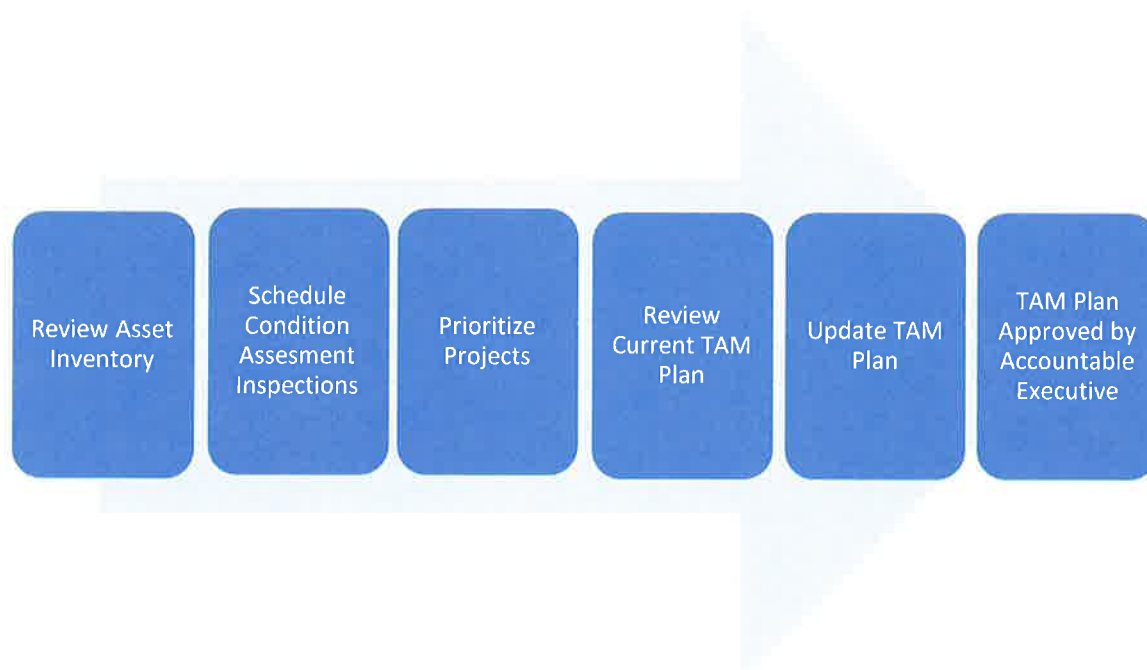 Review Asset
Inventory
Schedule
Condition
Assesment
Inspections
Prioritize
Projects
Review
Current TAM
Plan
Update TAM
Plan
TAM Plan
Approved by
Accountable
Executive